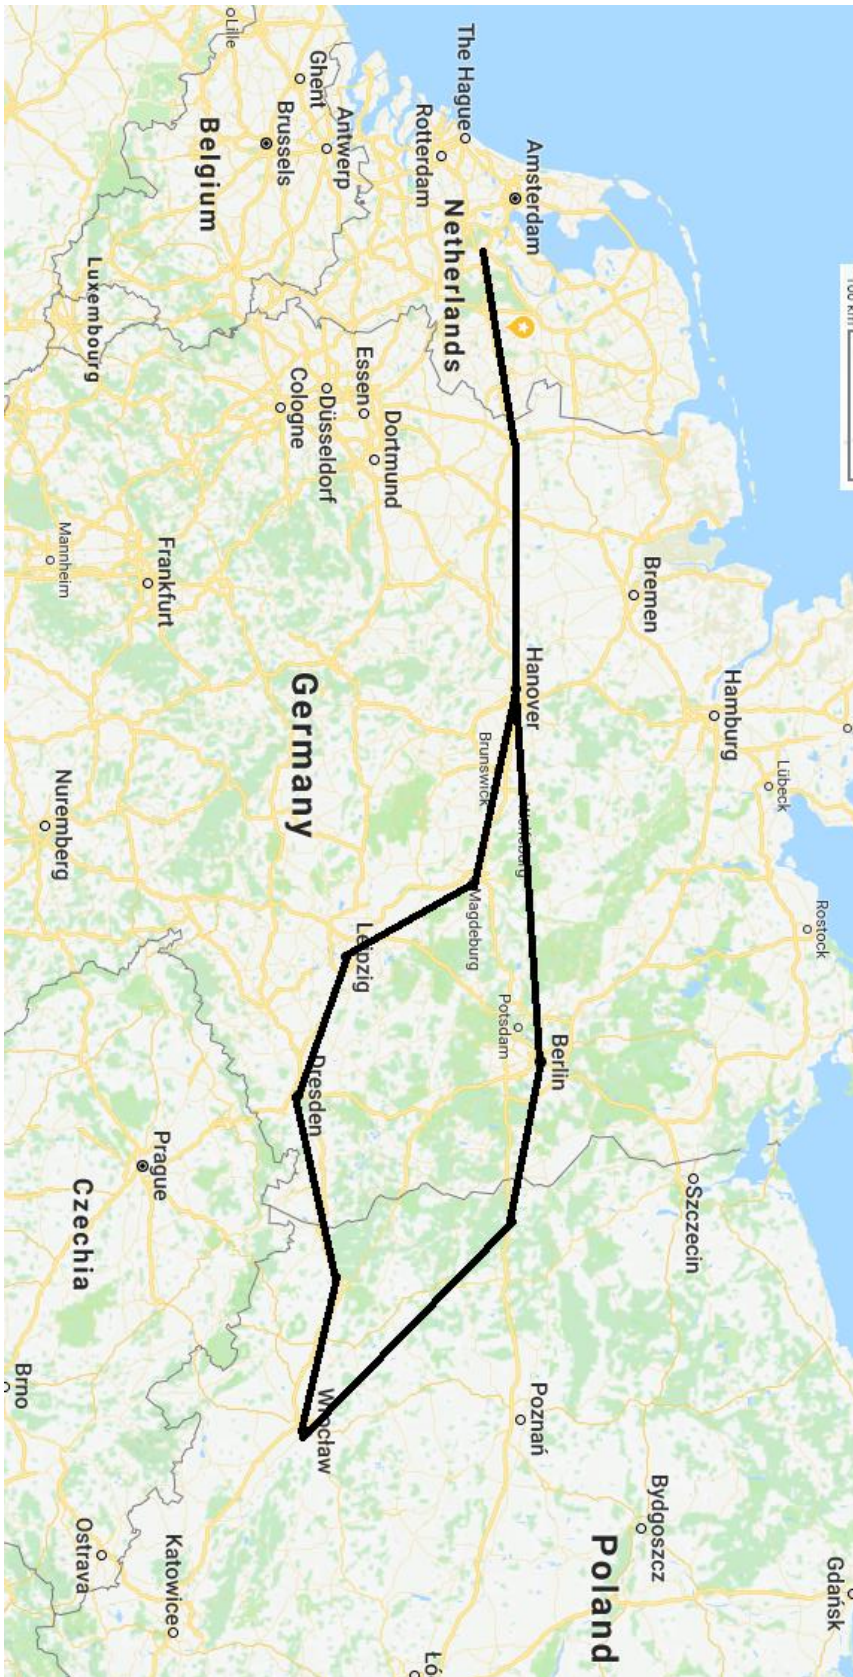 Gdańsk
Rostock
Lübeck
Hamburg
Szczecin
Bydgoszcz
Bremen
Poland
Berlin
Poznań
Amsterdam
Hanover
Potsdam
Brunswick
Magdeburg
The Hague
Netherlands
Łó
Rotterdam
Dortmund
Essen
Leipzig
Antwerp
Düsseldorf
Wrocław
Ghent
Dresden
Germany
Cologne
Brussels
Lille
Belgium
Katowice
Frankfurt
Prague
Luxembourg
Ostrava
Czechia
Mannheim
Nuremberg
Brno